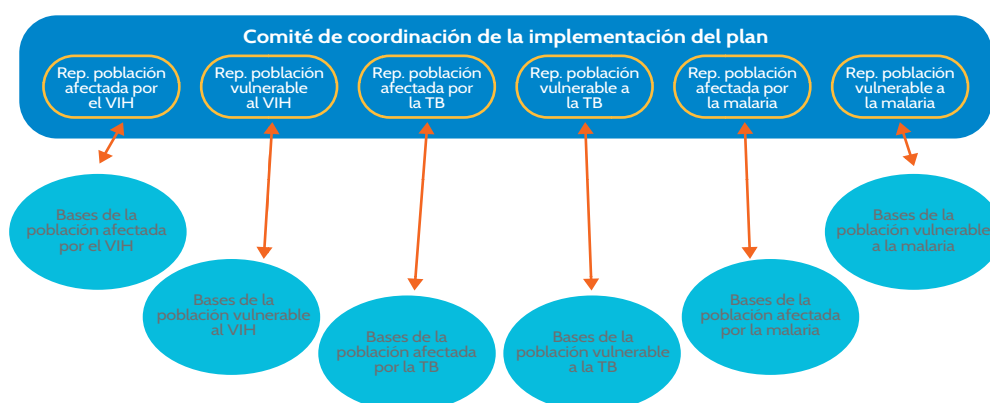 Comité de coordinación de la implementación del plan
Rep. población
afectada por
el VIH
Rep. población
vulnerable
al VIH
Rep. población
afectada por
la TB
Rep. población
vulnerable a
la TB
Rep. población
afectada por
la malaria
Rep. población
vulnerable a
la malaria
Bases de la
población afectada
por el VIH
Bases de la
población vulnerable
al VIH
Bases de la
población afectada
por la TB
Bases de la
población vulnerable
a la TB
Bases de la
población afectada
por la malaria
Bases de la
población vulnerable
a la malaria